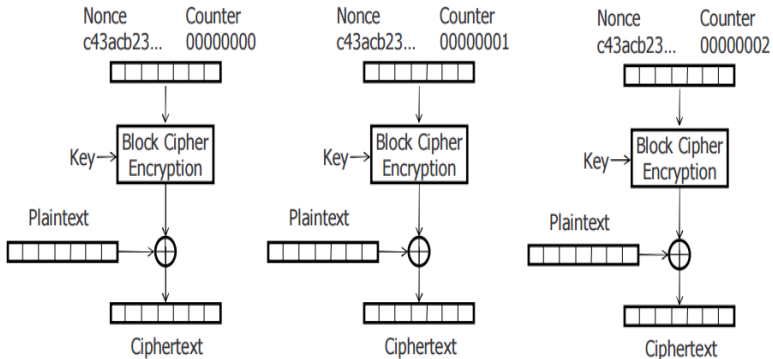 Nonce Counter
c43acb23... 00000000
Block Cipher
Encryption
Key
Plaintext
Ciphertext
Nonce Counter
c43acb23... 00000001
Block Cipher
Encryption
Key
Plaintext
Ciphertext
Nonce Counter
c43acb23... 00000002
Block Cipher
Encryption
Key
Plaintext
Ciphertext